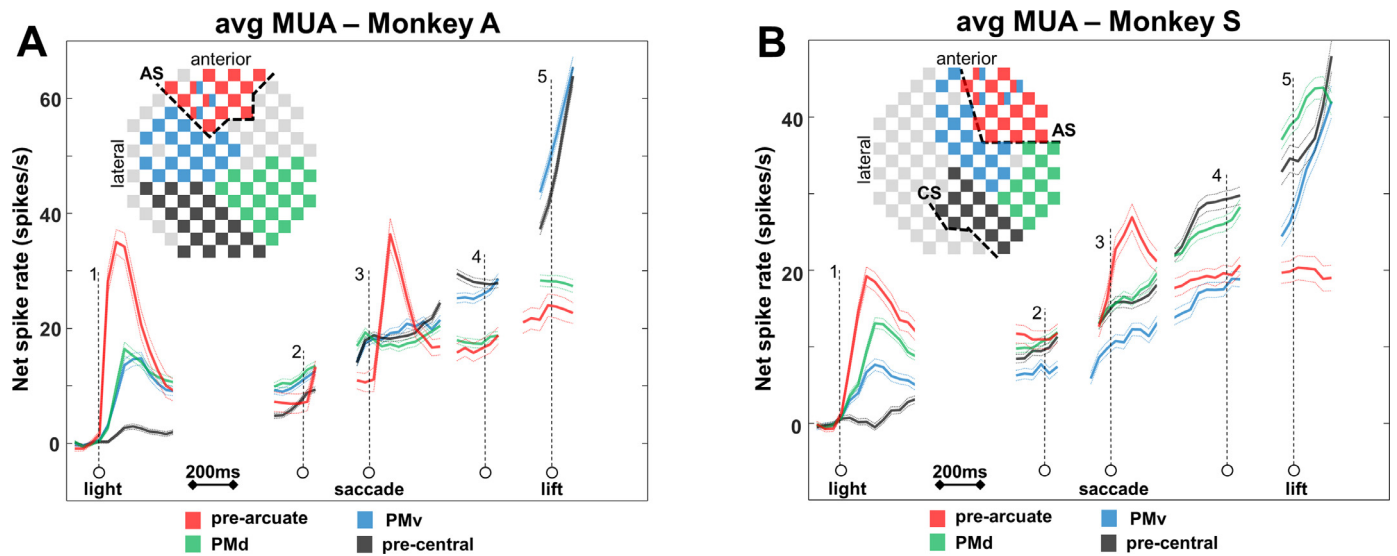 A
avg MUA – Monkey A
Net spike rate (spikes/s)
60
40
20
0
anterior
AS
lateral
1
2
3
4
5
200ms
light
saccade
lift
pre-arcuate
PMv
PMd
pre-central
B
avg MUA – Monkey S
Net spike rate (spikes/s)
40
20
0
anterior
AS
lateral
CS
1
2
3
4
5
200ms
light
saccade
lift
pre-arcuate
PMv
PMd
pre-central